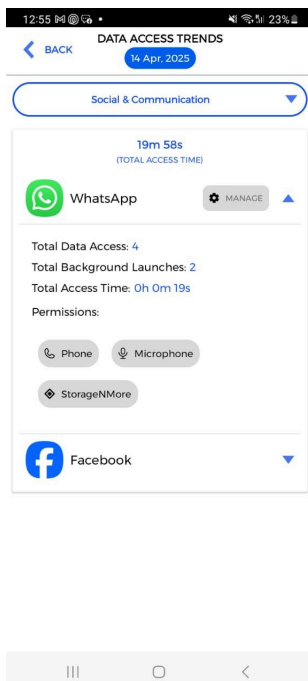 12:55 23%
DATA ACCESS TRENDS
BACK
14 Apr, 2025
Social & Communication
19m 58s
(TOTAL ACCESS TIME)
WhatsApp MANAGE
Total Data Access: 4
Total Background Launches: 2
Total Access Time: 0h 0m 19s
Permissions:
Phone Microphone
StorageNMore
Facebook